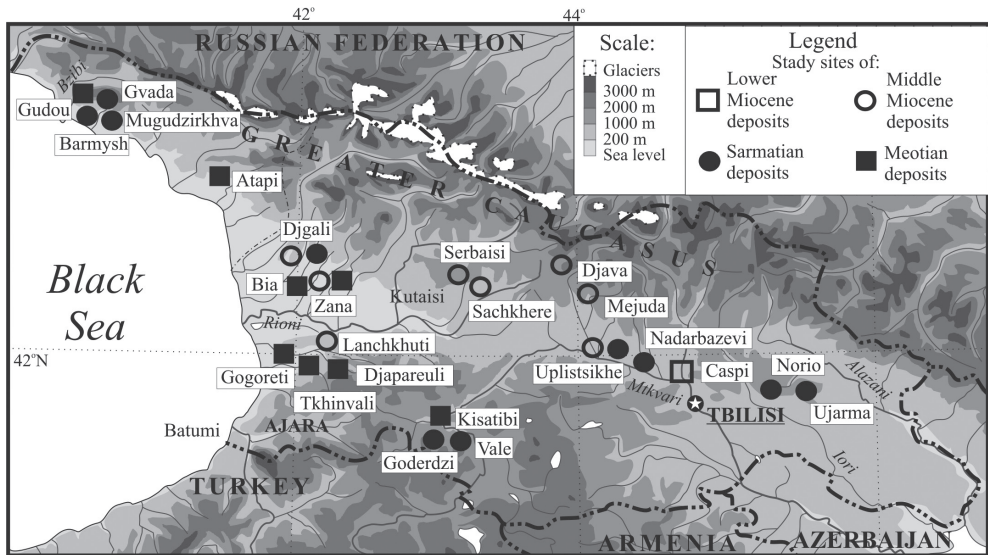 42°
44°
RUSSIAN FEDERATION
Scale:
Glaciers
3000 m
2000 m
1000 m
200 m
Sea level
Legend
Study sites of:
Lower
Miocene
deposits
Middle
Miocene
deposits
Sarmatian
deposits
Meotian
deposits
Bzibi
Gvada
Gudou
Mugudzirkhva
Barmysh
GREATER CAUCASUS
Atapi
Djgali
Serbaisi
Djava
Black
Sea
Bia
Zana
Kutaisi
Sachkhere
Mejuda
Rioni
Lanchkhuti
Nadarbazevi
42°N
Gogoreti
Djapareuli
Uplistsikhe
Caspi
Norio
Alazani
Tkhinvali
Mtkvari
TBILISI
Ujarma
Kisatibi
Batumi
AJARA
Goderdzi
Vale
Iori
TURKEY
ARMENIA
AZERBAIJAN